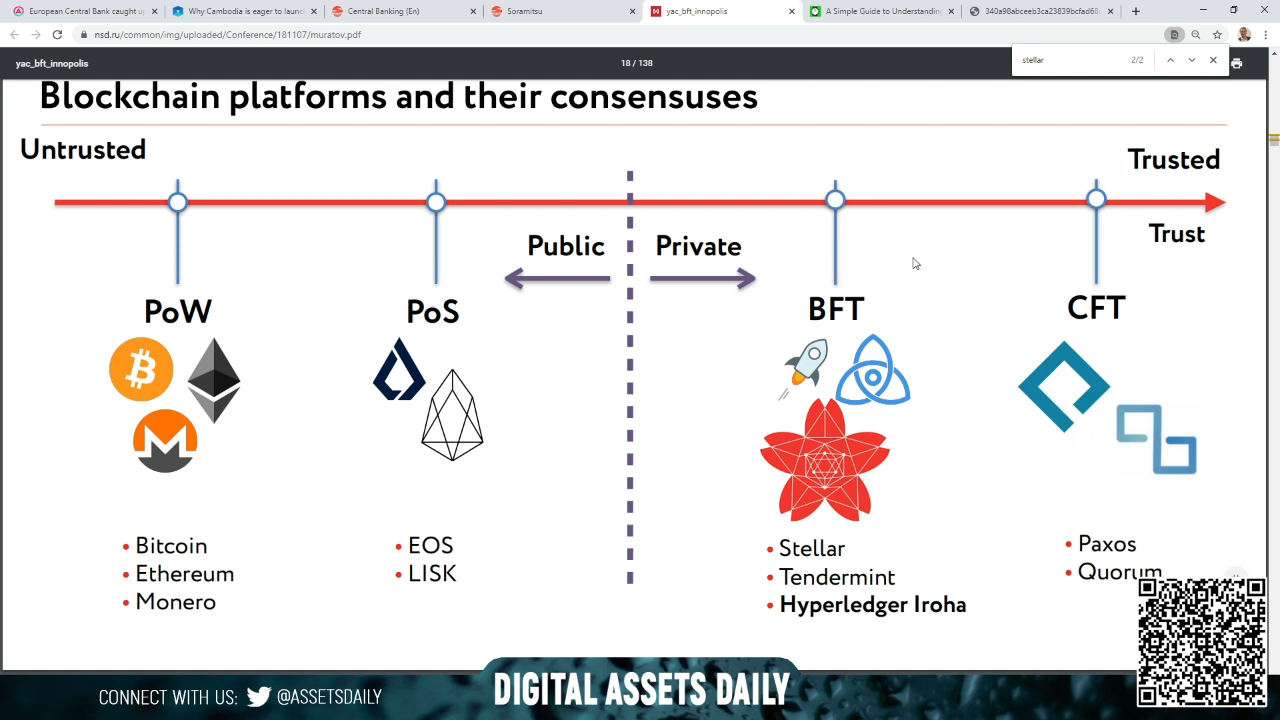 European Central Bank caught up
Why Cambodia is eager to launch
Central Banking (En)
Soramitsu
yac_bft_innopolis
A Simple Guide to Understanding
nsd.ru/common/img/uploaded/Conference/181107/muratov.pdf
yac_bft_innopolis
18 / 138
stellar
2/2
Blockchain platforms and their consensuses
Untrusted
Trusted
Trust
Public
Private
PoW
PoS
BFT
CFT
• Bitcoin
• Ethereum
• Monero
• EOS
• LISK
• Stellar
• Tendermint
• Hyperledger Iroha
• Paxos
• Quorum
CONNECT WITH US: @ASSETSDAILY
DIGITAL ASSETS DAILY